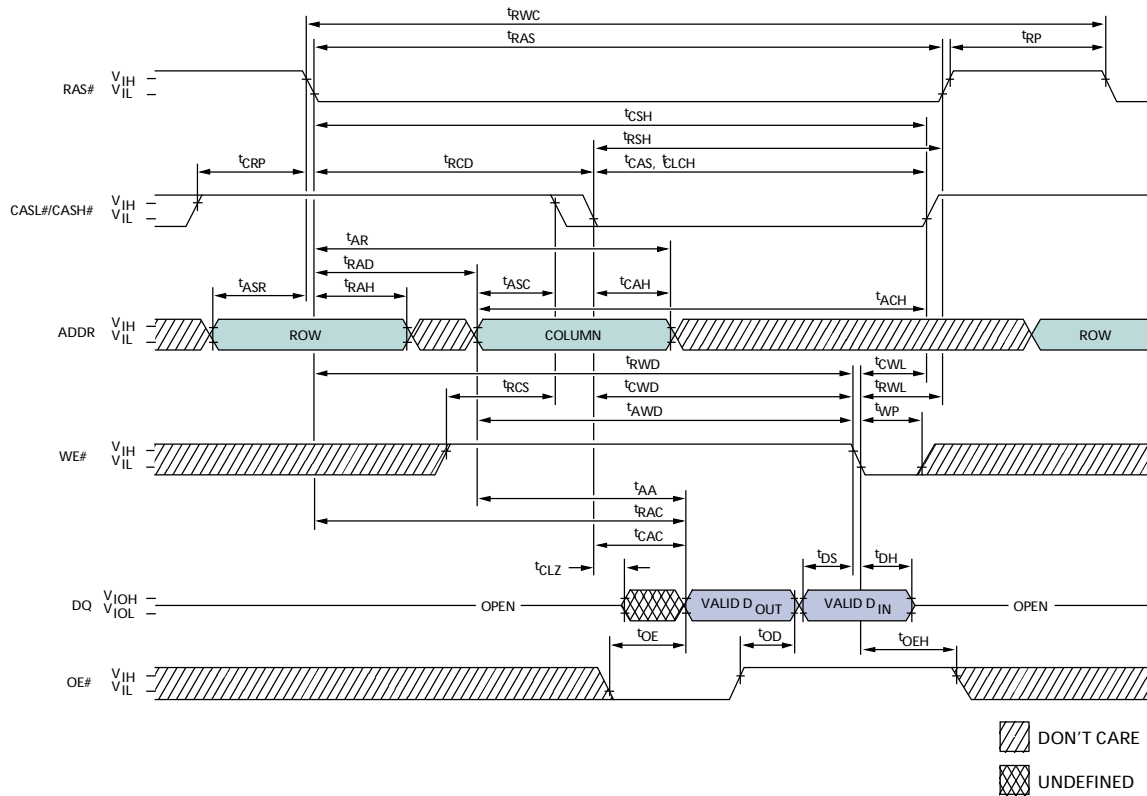 tRWC
tRAS tRP
RAS# VIH
VIL
tCSH
tRSH
tCRP tRCD tCAS, tCLCH
CASL#/CASH# VIH
VIL
tAR
tRAD
tASR tRAH tASC tCAH
tACH
ADDR VIH
VIL
ROW COLUMN ROW
tRWD tCWL
tRCS tCWD tRWL
tAWD tWP
WE# VIH
VIL
tAA
tRAC
tCAC
tCLZ tDS tDH
DQ VIOH
VIOL
OPEN VALID DOUT VALID DIN OPEN
tOE tOD tOEH
OE# VIH
VIL
DON'T CARE
UNDEFINED